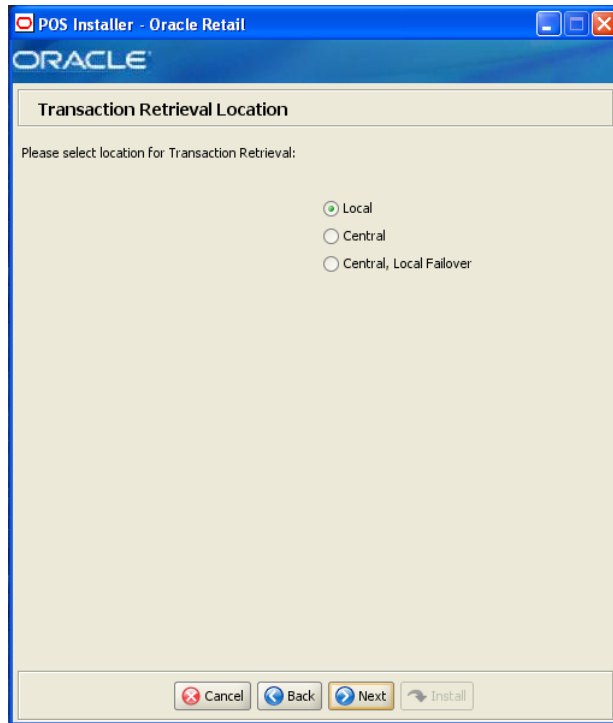 POS Installer - Oracle Retail
ORACLE
Transaction Retrieval Location
Please select location for Transaction Retrieval:
Local
Central
Central, Local Failover
Cancel Back Next Install